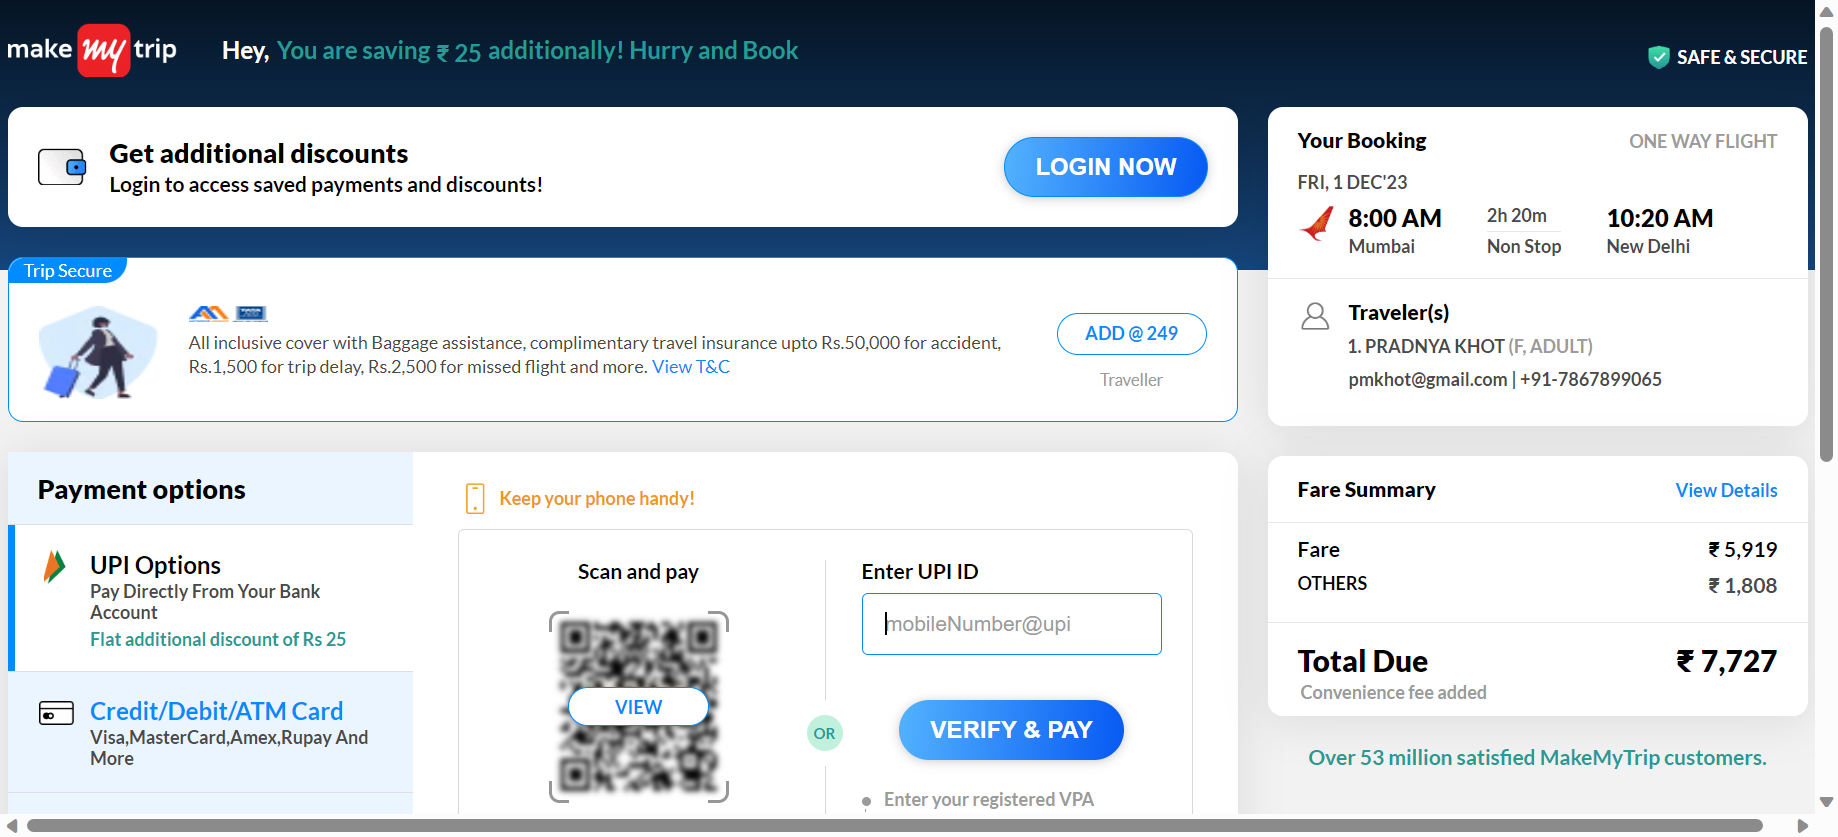 make my trip
Hey, You are saving ₹ 25 additionally! Hurry and Book
SAFE & SECURE
Get additional discounts
Login to access saved payments and discounts!
LOGIN NOW
Trip Secure
All inclusive cover with Baggage assistance, complimentary travel insurance upto Rs.50,000 for accident,
Rs.1,500 for trip delay, Rs.2,500 for missed flight and more. View T&C
ADD @ 249
Traveller
Payment options
UPI Options
Pay Directly From Your Bank
Account
Flat additional discount of Rs 25
Credit/Debit/ATM Card
Visa,MasterCard,Amex,Rupay And
More
Keep your phone handy!
Scan and pay
VIEW
OR
Enter UPI ID
mobileNumber@upi
VERIFY & PAY
Enter your registered VPA
Your Booking
ONE WAY FLIGHT
FRI, 1 DEC'23
8:00 AM 2h 20m 10:20 AM
Mumbai Non Stop New Delhi
Traveler(s)
1. PRADNYA KHOT (F, ADULT)
pmkhot@gmail.com | +91-7867899065
Fare Summary View Details
Fare ₹ 5,919
OTHERS ₹ 1,808
Total Due ₹ 7,727
Convenience fee added
Over 53 million satisfied MakeMyTrip customers.